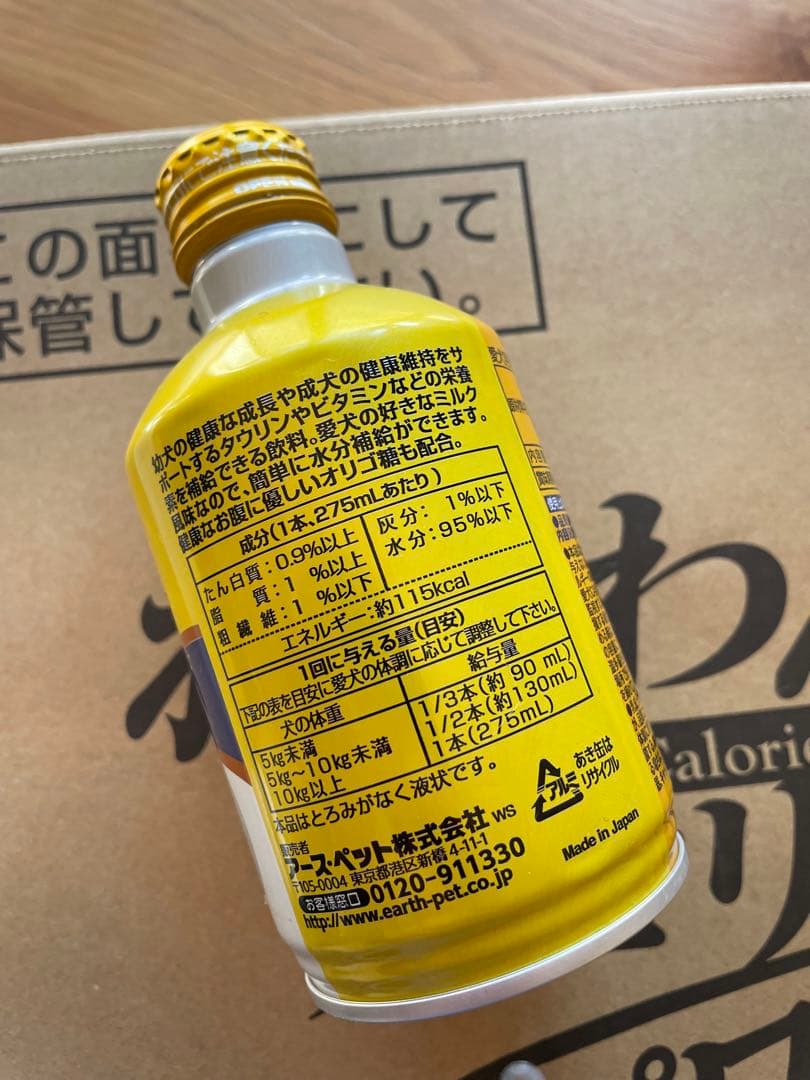 この面 にして
保管して い。
OPEN
幼犬の健康な成長や成犬の健康維持をサ
ポートするタウリンやビタミンなどの栄養
素を補給できる飲料。愛犬の好きなミルク
風味なので、簡単に水分補給ができます。
健康なお腹に優しいオリゴ糖も配合。
成分(1本、275mLあたり)
たん白質:0.9%以上 灰分:1%以下
脂質:1%以上 水分:95%以下
粗繊維:1%以下
エネルギー:約115kcal
1回に与える量(目安)
下記の表を目安に愛犬の体調に応じて調整して下さい。
犬の体重 給与量
5kg未満 1/3本(約 90 mL)
5kg~10kg未満 1/2本(約130mL)
10kg以上 1本(275mL)
本品はとろみがなく液状です。
販売者
アース・ペット株式会社 WS
〒105-0004 東京都港区新橋4-11-1
お客様窓口 0120-911330
http://www.earth-pet.co.jp
アルミ
あき缶は
リサイクル
Made in Japan
わん
Calorie